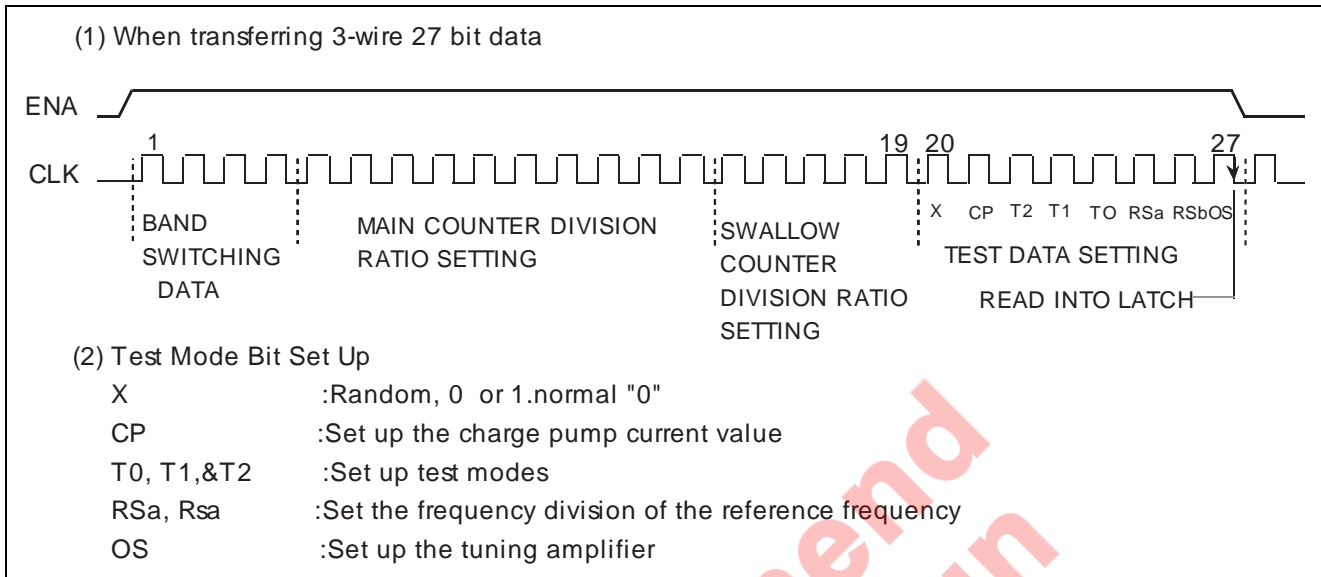 (1) When transferring 3-wire 27 bit data
ENA
1 19 20 27
CLK
X CP T2 T1 TO RSa RSbOS
BAND
SWITCHING
DATA
MAIN COUNTER DIVISION
RATIO SETTING
SWALLOW
COUNTER
DIVISION RATIO
SETTING
TEST DATA SETTING
READ INTO LATCH
(2) Test Mode Bit Set Up
X :Random, 0 or 1.normal "0"
CP :Set up the charge pump current value
T0, T1,&T2 :Set up test modes
RSa, Rsa :Set the frequency division of the reference frequency
OS :Set up the tuning amplifier